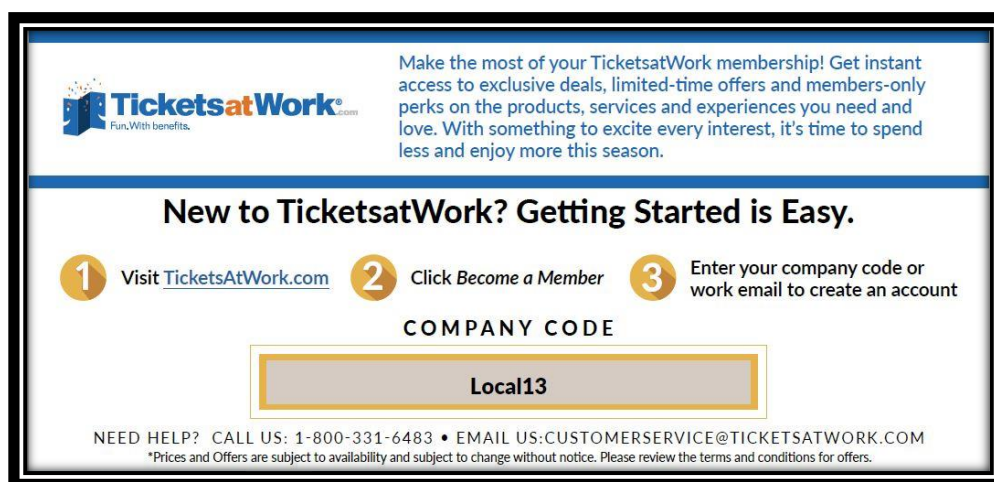 TicketsatWork®.com
Fun. With benefits.
Make the most of your TicketsatWork membership! Get instant
access to exclusive deals, limited-time offers and members-only
perks on the products, services and experiences you need and
love. With something to excite every interest, it's time to spend
less and enjoy more this season.
New to TicketsatWork? Getting Started is Easy.
1 Visit TicketsAtWork.com
2 Click Become a Member
3 Enter your company code or
work email to create an account
COMPANY CODE
Local13
NEED HELP? CALL US: 1-800-331-6483 • EMAIL US:CUSTOMERSERVICE@TICKETSATWORK.COM
*Prices and Offers are subject to availability and subject to change without notice. Please review the terms and conditions for offers.